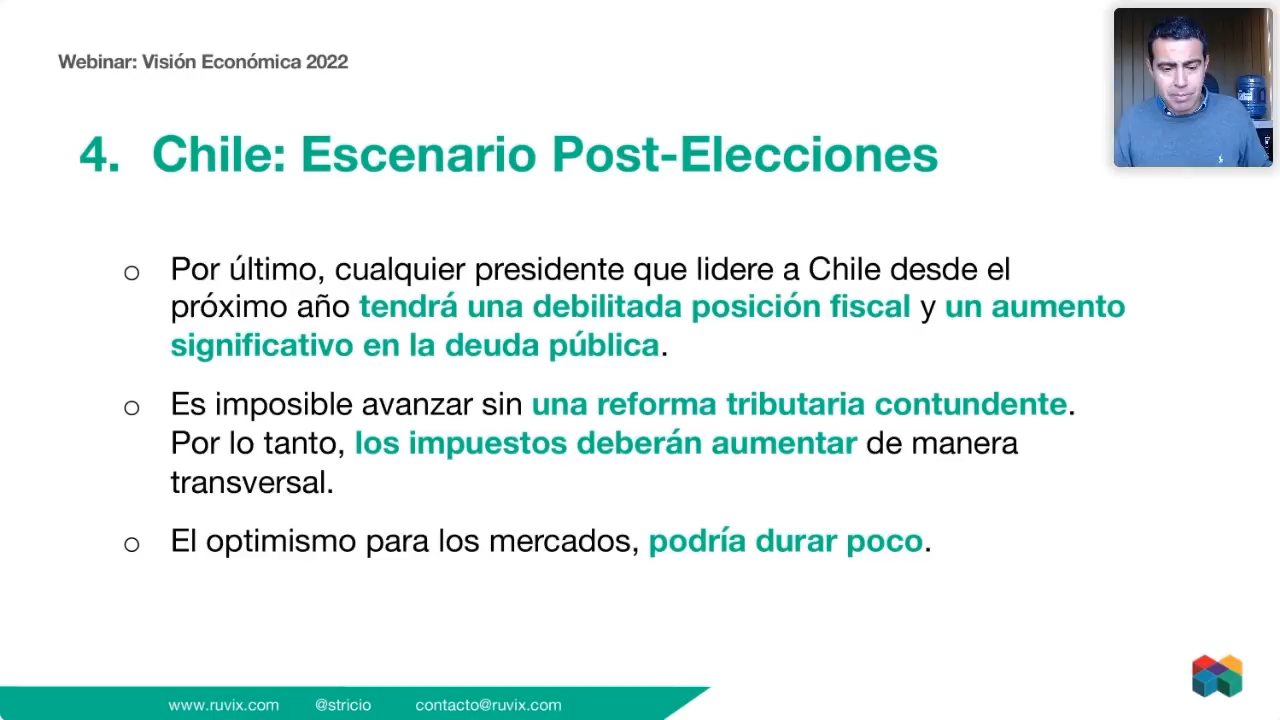 Webinar: Visión Económica 2022
4. Chile: Escenario Post-Elecciones
o Por último, cualquier presidente que lidere a Chile desde el
próximo año tendrá una debilitada posición fiscal y un aumento
significativo en la deuda pública.
o Es imposible avanzar sin una reforma tributaria contundente.
Por lo tanto, los impuestos deberán aumentar de manera
transversal.
o El optimismo para los mercados, podría durar poco.
www.ruvix.com @stricio contacto@ruvix.com